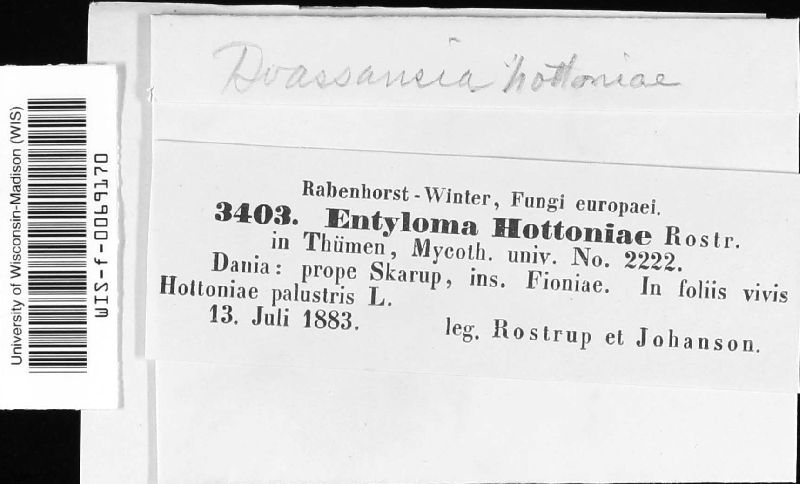 Doassansia hottoniae
Rabenhorst-Winter, Fungi europaei.
3403. Entyloma Hottoniae Rostr.
in Thümen, Mycoth. univ. No. 2222.
Dania: prope Skarup, ins. Fioniae. In foliis vivis
Hottoniae palustris L.
13. Juli 1883. leg. Rostrup et Johanson.
University of Wisconsin-Madison (WIS)
WIS-f-0069170